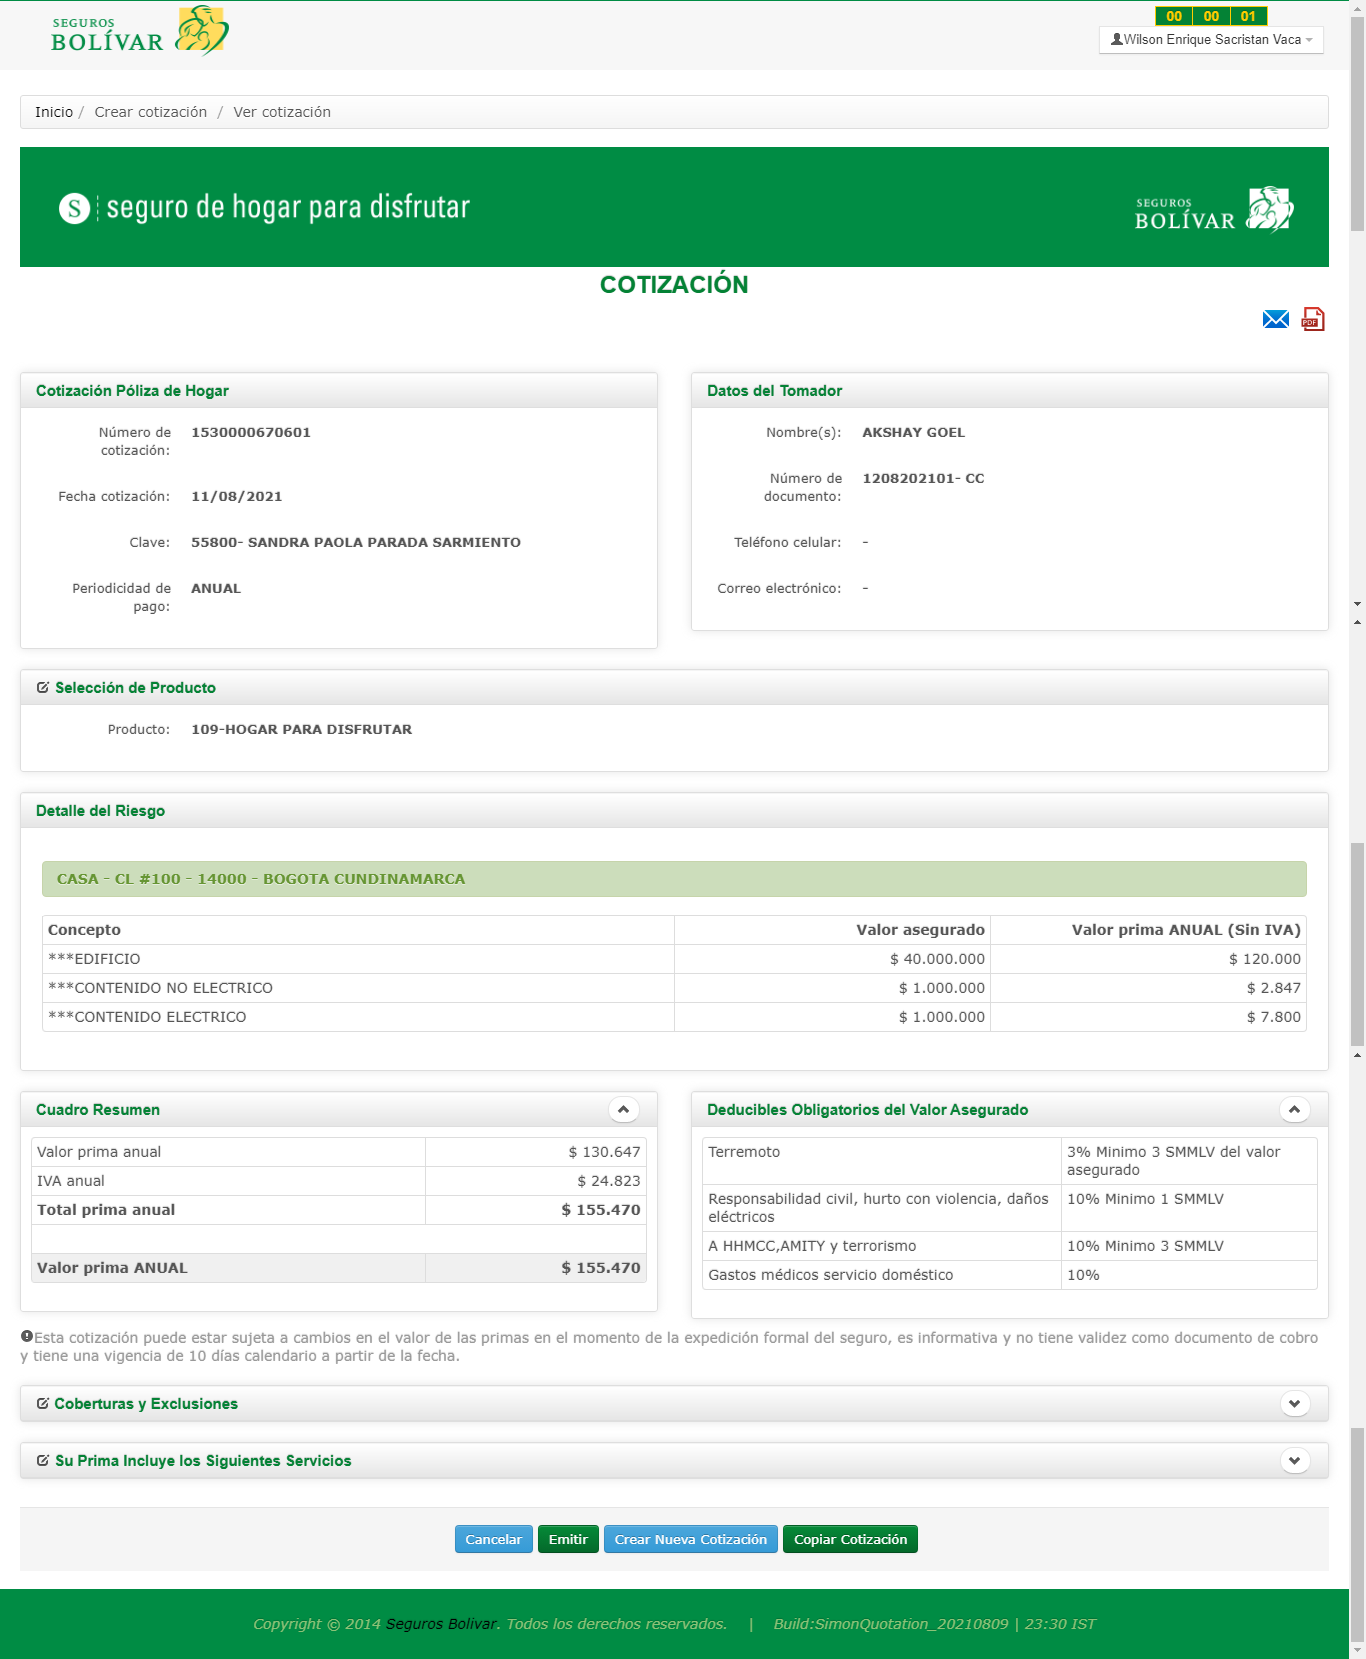 SEGUROS
BOLÍVAR
00 00 01
Wilson Enrique Sacristan Vaca
Inicio / Crear cotización / Ver cotización
S seguro de hogar para disfrutar
SEGUROS
BOLÍVAR
COTIZACIÓN
PDF
Cotización Póliza de Hogar
Número de
cotización:
1530000670601
Fecha cotización: 11/08/2021
Clave: 55800- SANDRA PAOLA PARADA SARMIENTO
Periodicidad de
pago:
ANUAL
Datos del Tomador
Nombre(s): AKSHAY GOEL
Número de
documento:
1208202101- CC
Teléfono celular: -
Correo electrónico: -
Selección de Producto
Producto: 109-HOGAR PARA DISFRUTAR
Detalle del Riesgo
CASA - CL #100 - 14000 - BOGOTA CUNDINAMARCA
Concepto Valor asegurado Valor prima ANUAL (Sin IVA)
***EDIFICIO $ 40.000.000 $ 120.000
***CONTENIDO NO ELECTRICO $ 1.000.000 $ 2.847
***CONTENIDO ELECTRICO $ 1.000.000 $ 7.800
Cuadro Resumen
Valor prima anual $ 130.647
IVA anual $ 24.823
Total prima anual $ 155.470
Valor prima ANUAL $ 155.470
Deducibles Obligatorios del Valor Asegurado
Terremoto 3% Minimo 3 SMMLV del valor
asegurado
Responsabilidad civil, hurto con violencia, daños 10% Minimo 1 SMMLV
eléctricos
A HHMCC,AMITY y terrorismo 10% Minimo 3 SMMLV
Gastos médicos servicio doméstico 10%
Esta cotización puede estar sujeta a cambios en el valor de las primas en el momento de la expedición formal del seguro, es informativa y no tiene validez como documento de cobro
y tiene una vigencia de 10 días calendario a partir de la fecha.
Coberturas y Exclusiones
Su Prima Incluye los Siguientes Servicios
Cancelar Emitir Crear Nueva Cotización Copiar Cotización
Copyright © 2014 Seguros Bolivar. Todos los derechos reservados. | Build:SimonQuotation_20210809 | 23:30 IST